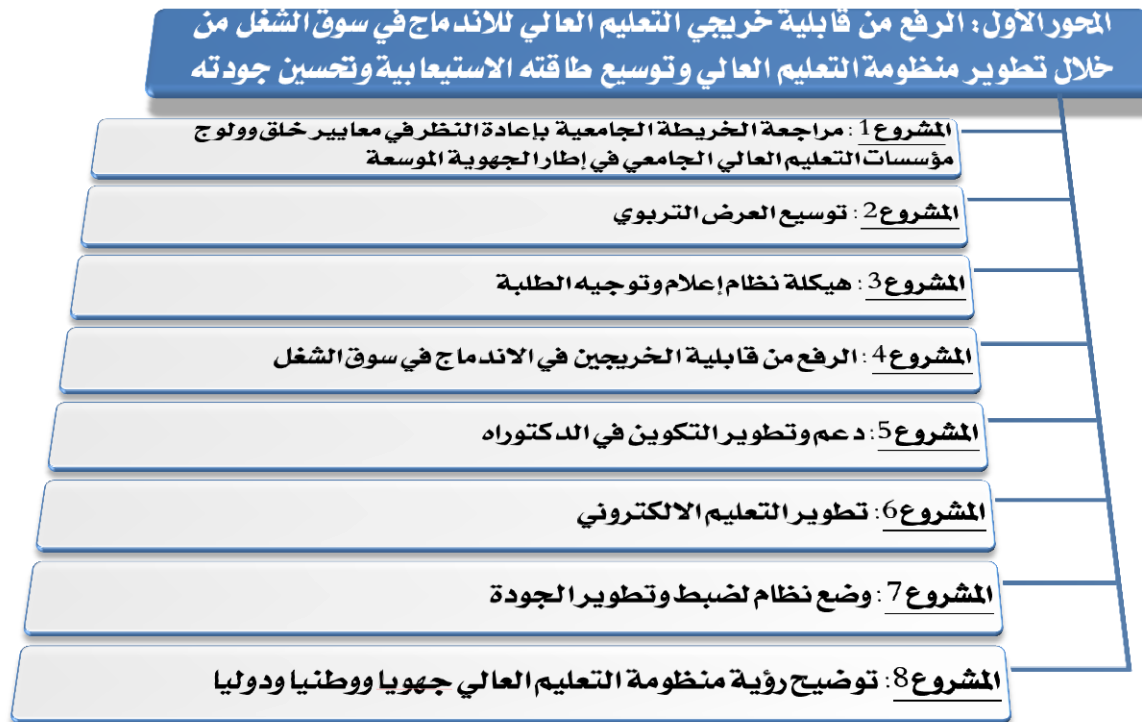 المحور الأول: الرفع من قابلية خريجي التعليم العالي للاندماج في سوق الشغل من
خلال تطوير منظومة التعليم العالي وتوسيع طاقته الاستيعابية وتحسين جودته
المشروع 1: مراجعة الخريطة الجامعية بإعادة النظر في معايير خلق وولوج
مؤسسات التعليم العالي الجامعي في إطار الجهوية الموسعة
المشروع 2: توسيع العرض التربوي
المشروع 3: هيكلة نظام إعلام وتوجيه الطلبة
المشروع 4: الرفع من قابلية الخريجين في الاندماج في سوق الشغل
المشروع 5: دعم وتطوير التكوين في الدكتوراه
المشروع 6: تطوير التعليم الالكتروني
المشروع 7: وضع نظام لضبط وتطوير الجودة
المشروع 8: توضيح رؤية منظومة التعليم العالي جهويا ووطنيا ودوليا